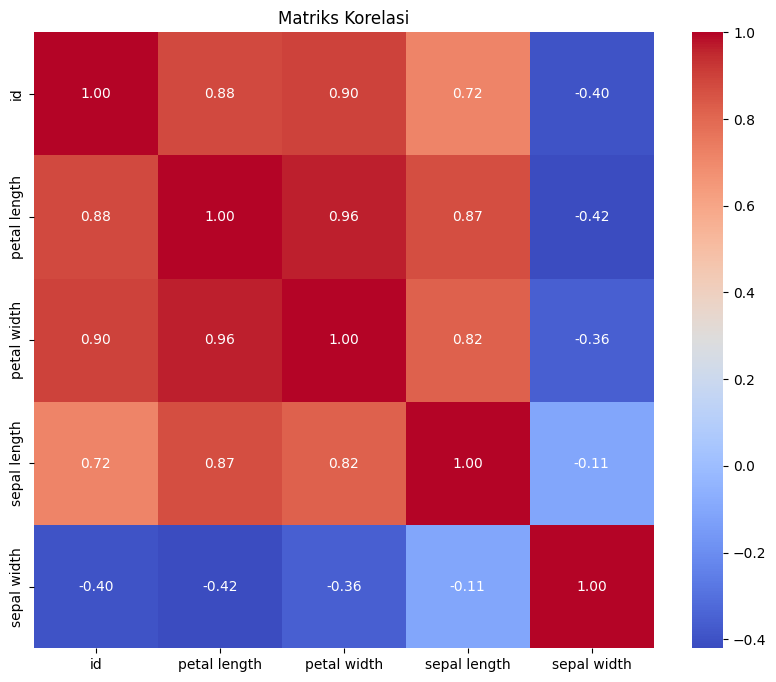 Matriks Korelasi
id 1.00 0.88 0.90 0.72 -0.40
petal length 0.88 1.00 0.96 0.87 -0.42
petal width 0.90 0.96 1.00 0.82 -0.36
sepal length 0.72 0.87 0.82 1.00 -0.11
sepal width -0.40 -0.42 -0.36 -0.11 1.00
id petal length petal width sepal length sepal width
1.0
0.8
0.6
0.4
0.2
0.0
−0.2
−0.4